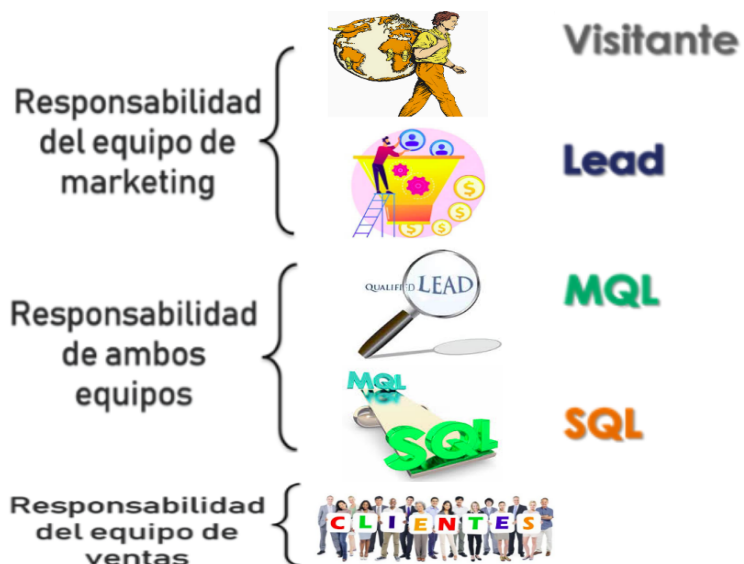 Visitante
Responsabilidad
del equipo de
marketing
Lead
$
$
$
$
QUALIFIED LEAD
MQL
Responsabilidad
de ambos
equipos
MQL
SQL
SQL
Responsabilidad
del equipo de
ventas
CLIENTES